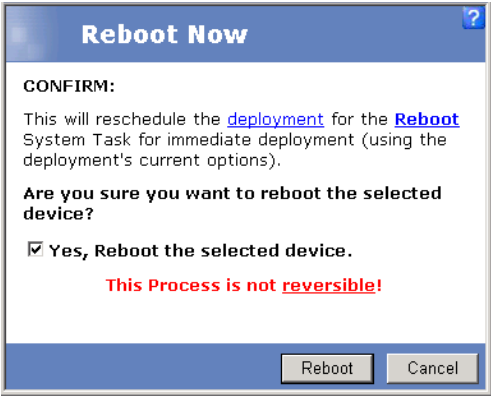 Reboot Now
?
CONFIRM:
This will reschedule the deployment for the Reboot
System Task for immediate deployment (using the
deployment's current options).
Are you sure you want to reboot the selected
device?
Yes, Reboot the selected device.
This Process is not reversible!
Reboot
Cancel